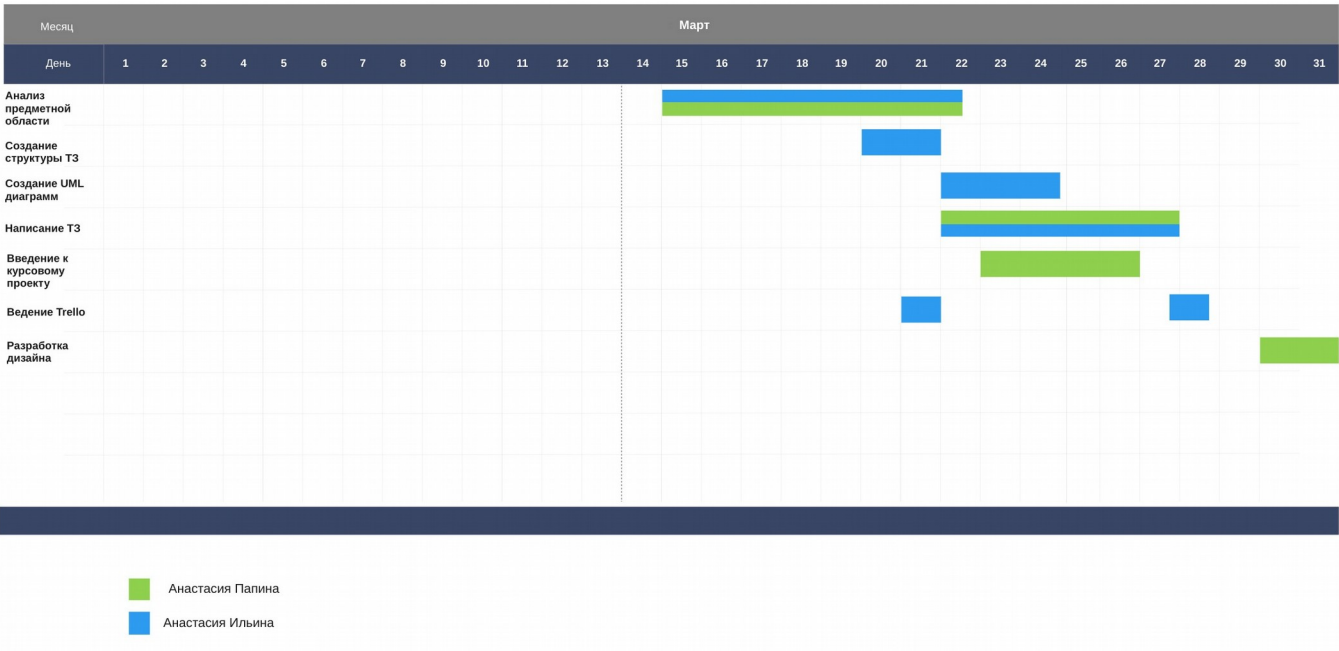 Месяц
Март
День 1 2 3 4 5 6 7 8 9 10 11 12 13 14 15 16 17 18 19 20 21 22 23 24 25 26 27 28 29 30 31
Анализ
предметной
области
Создание
структуры ТЗ
Создание UML
диаграмм
Написание ТЗ
Введение к
курсовому
проекту
Ведение Trello
Разработка
дизайна
Анастасия Папина
Анастасия Ильина